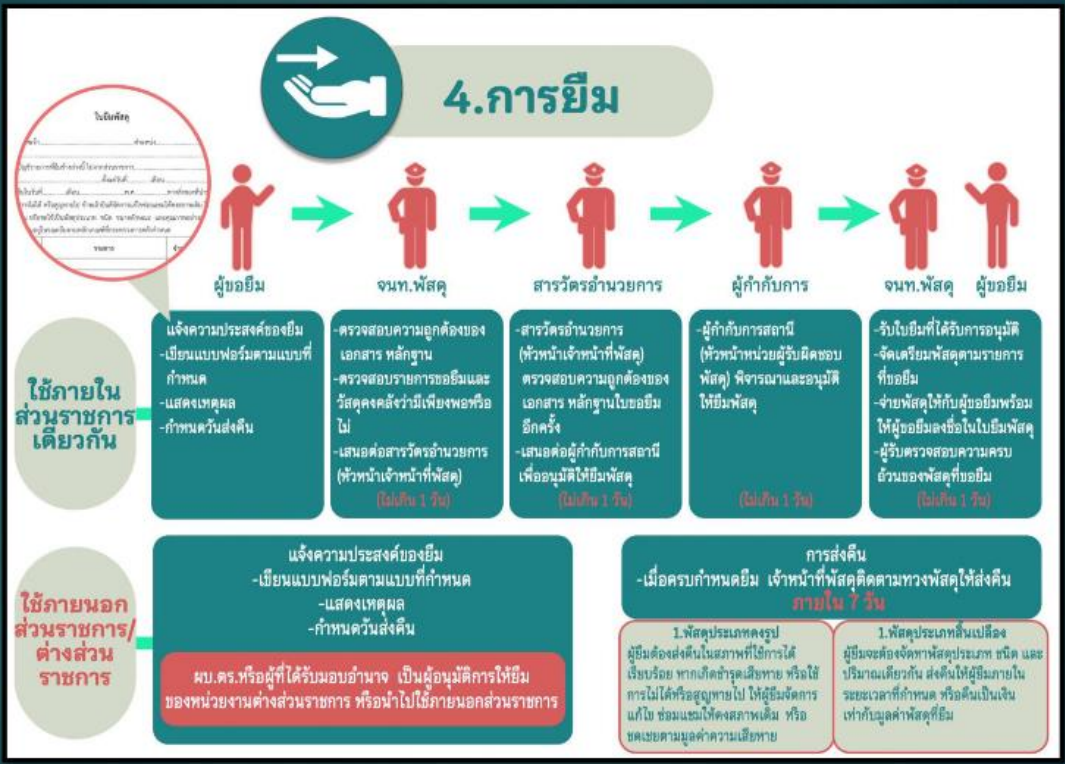 4.การยืม
ใบยืมพัสดุ
ผู้ขอยืม
จนท.พัสดุ
สารวัตรอำนวยการ
ผู้กำกับการ
จนท.พัสดุ
ผู้ขอยืม
ใช้ภายใน
ส่วนราชการ
เดียวกัน
แจ้งความประสงค์ของยืม
-เขียนแบบฟอร์มตามแบบที่
กำหนด
-แสดงเหตุผล
-กำหนดวันส่งคืน
-ตรวจสอบความถูกต้องของ
เอกสาร หลักฐาน
-ตรวจสอบรายการขอยืมและ
วัสดุคงคลังว่ามีเพียงพอหรือ
ไม่
-เสนอต่อสารวัตรอำนวยการ
(หัวหน้าเจ้าหน้าที่พัสดุ)
(ไม่เกิน 1 วัน)
-สารวัตรอำนวยการ
(หัวหน้าเจ้าหน้าที่พัสดุ)
ตรวจสอบความถูกต้องของ
เอกสาร หลักฐานใบขอยืม
อีกครั้ง
-เสนอต่อผู้กำกับการสถานี
เพื่ออนุมัติให้ยืมพัสดุ
(ไม่เกิน 1 วัน)
-ผู้กำกับการสถานี
(หัวหน้าหน่วยผู้รับผิดชอบ
พัสดุ) พิจารณาและอนุมัติ
ให้ยืมพัสดุ
(ไม่เกิน 1 วัน)
-รับใบยืมที่ได้รับการอนุมัติ
-จัดเตรียมพัสดุตามรายการ
ที่ขอยืม
-จ่ายพัสดุให้กับผู้ขอยืมพร้อม
ให้ผู้ขอยืมลงชื่อในใบยืมพัสดุ
-ผู้รับตรวจสอบความครบ
ถ้วนของพัสดุที่ขอยืม
(ไม่เกิน 1 วัน)
ใช้ภายนอก
ส่วนราชการ/
ต่างส่วน
ราชการ
แจ้งความประสงค์ของยืม
-เขียนแบบฟอร์มตามแบบที่กำหนด
-แสดงเหตุผล
-กำหนดวันส่งคืน
ผบ.ตร.หรือผู้ที่ได้รับมอบอำนาจ เป็นผู้อนุมัติการให้ยืม
ของหน่วยงานต่างส่วนราชการ หรือนำไปใช้ภายนอกส่วนราชการ
การส่งคืน
-เมื่อครบกำหนดยืม เจ้าหน้าที่พัสดุติดตามทวงพัสดุให้ส่งคืน
ภายใน 7 วัน
1.พัสดุประเภทคงรูป
ผู้ยืมต้องส่งคืนในสภาพที่ใช้การได้
เรียบร้อย หากเกิดชำรุดเสียหาย หรือใช้
การไม่ได้หรือสูญหายไป ให้ผู้ยืมจัดการ
แก้ไข ซ่อมแซมให้คงสภาพเดิม หรือ
ชดเชยตามมูลค่าความเสียหาย
1.พัสดุประเภทสิ้นเปลือง
ผู้ยืมจะต้องจัดหาพัสดุประเภท ชนิด และ
ปริมาณเดียวกัน ส่งคืนให้ผู้ยืมภายใน
ระยะเวลาที่กำหนด หรือคืนเป็นเงิน
เท่ากับมูลค่าพัสดุที่ยืม